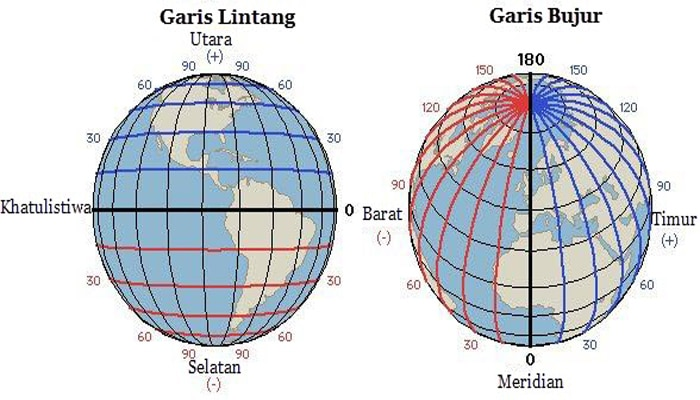 Garis Lintang
Utara
(+)
90 90
60 60
30 30
Khatulistiwa 0
30 30
60 60
90 90
Selatan
(-)
Garis Bujur
180
150 150
120 120
90 90
Barat Timur
(-) (+)
60 60
30 30
0
Meridian